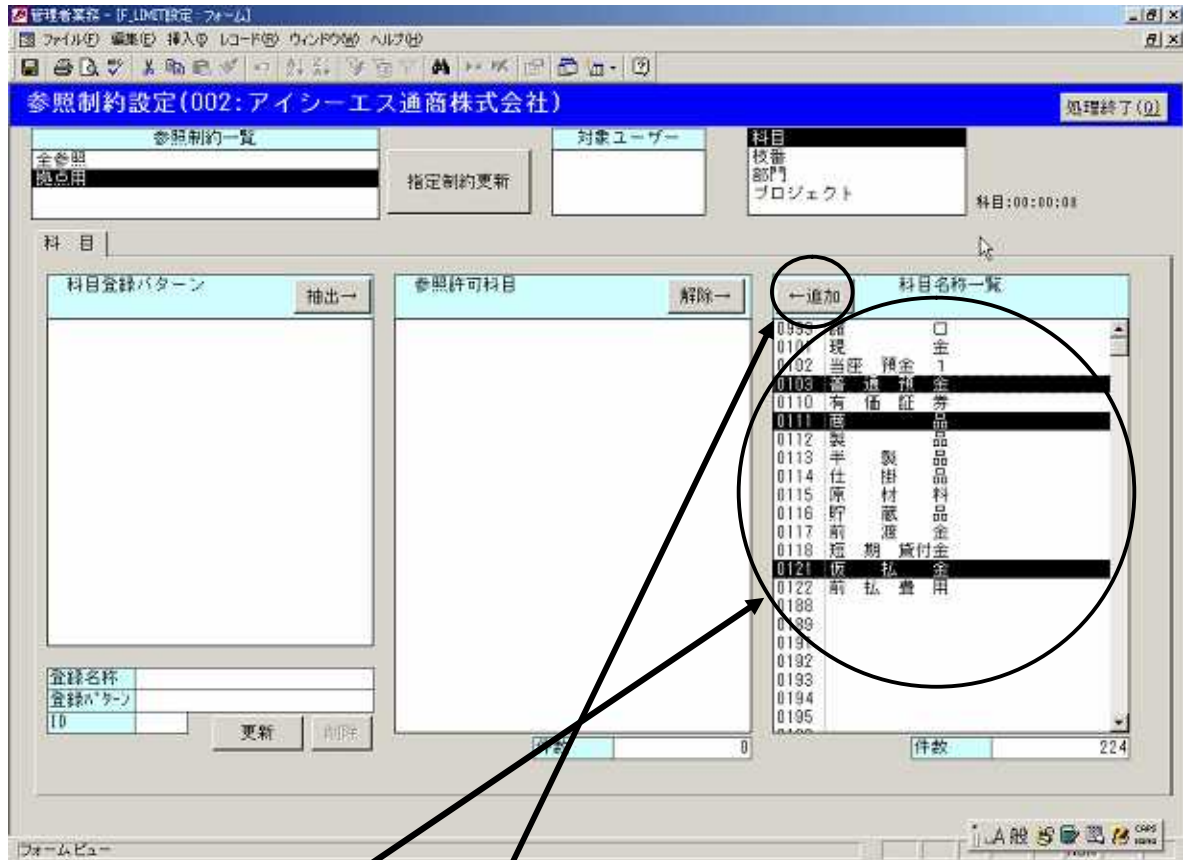 管理者業務 - [F_LIMIT設定 - フォーム]
ファイル(F) 編集(E) 挿入(I) レコード(R) ウィンドウ(W) ヘルプ(H)
参照制約設定(002:アイシーエス通商株式会社)
処理終了(Q)
参照制約一覧
全参照
拠点用
指定制約更新
対象ユーザー
科目
枝番
部門
プロジェクト
科目:00:00:08
科 目
科目登録パターン
抽出→
参照許可科目
解除→
←追加
科目名称一覧
0999 諸 口
0101 現 金
0102 当座 預金 1
0103 普 通 預 金
0110 有 価 証 券
0111 商 品
0112 製 品
0113 半 製 品
0114 仕 掛 品
0115 原 材 料
0116 貯 蔵 品
0117 前 渡 金
0118 短 期 貸付金
0121 仮 払 金
0122 前 払 費 用
0188
0189
0191
0192
0193
0194
0195
登録名称
登録パターン
ID
更新
削除
件数 0
件数 224
フォームビュー
A 般
CAPS